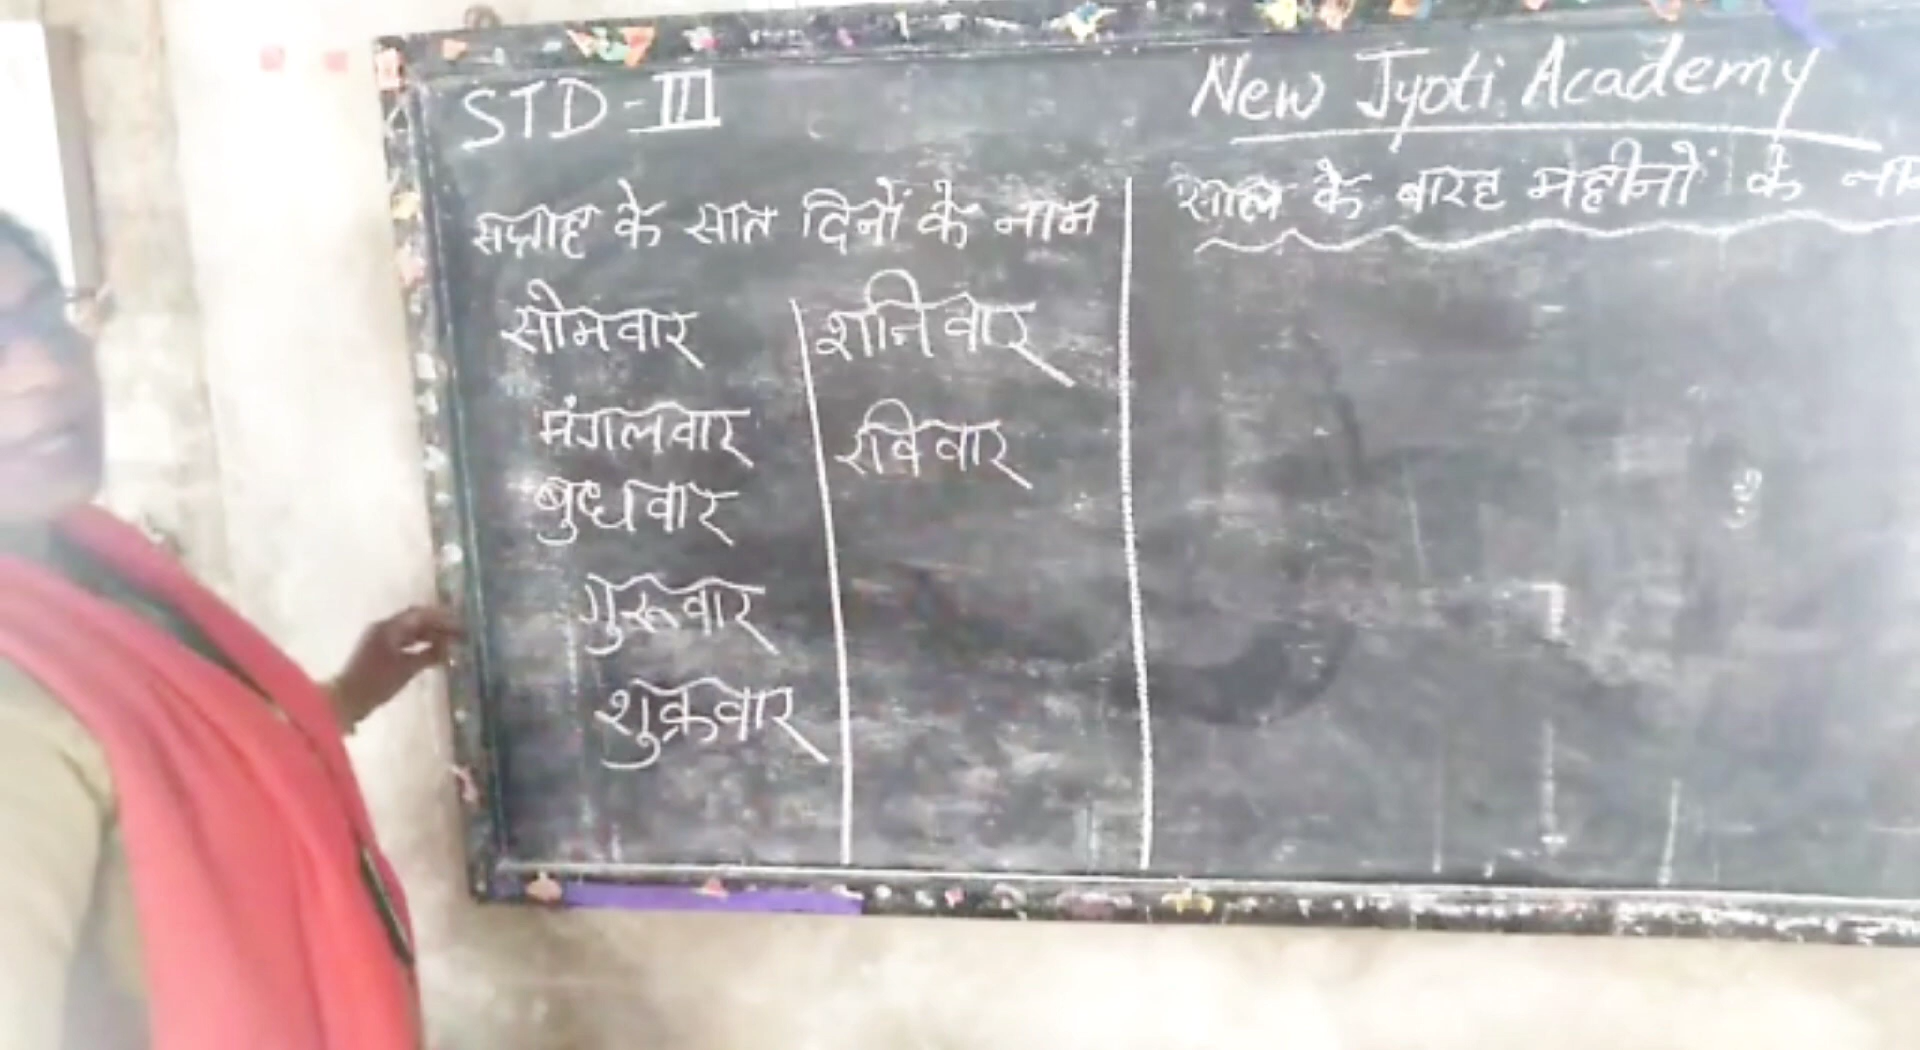 STD-III
New Jyoti Academy
सप्ताह के सात दिनों के नाम
सोमवार
मंगलवार
बुधवार
गुरूवार
शुक्रवार
शनिवार
रविवार
साल के बारह महीनों के नाम